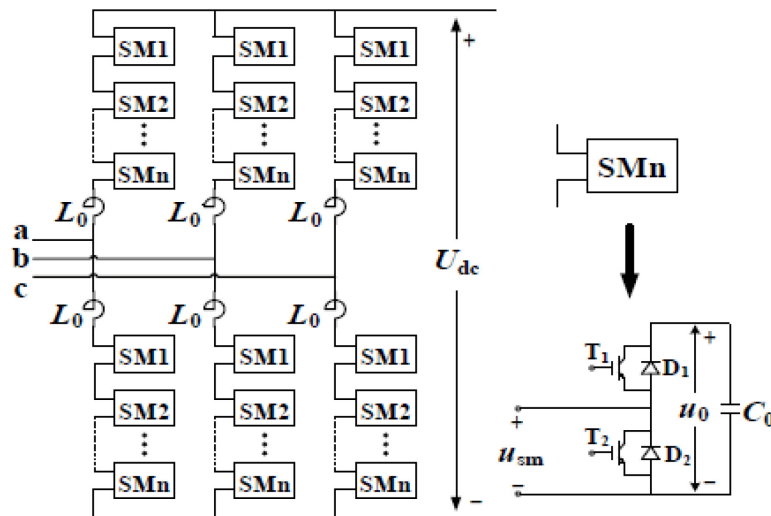 SM1 SM1 SM1
+
SM2 SM2 SM2
SMn SMn SMn
SMn
L0 L0 L0
a
b
c
Udc
L0 L0 L0
SM1 SM1 SM1
T1 D1
+
SM2 SM2 SM2
+
u0 C0
T2 D2
usm
SMn SMn SMn
−
−
−